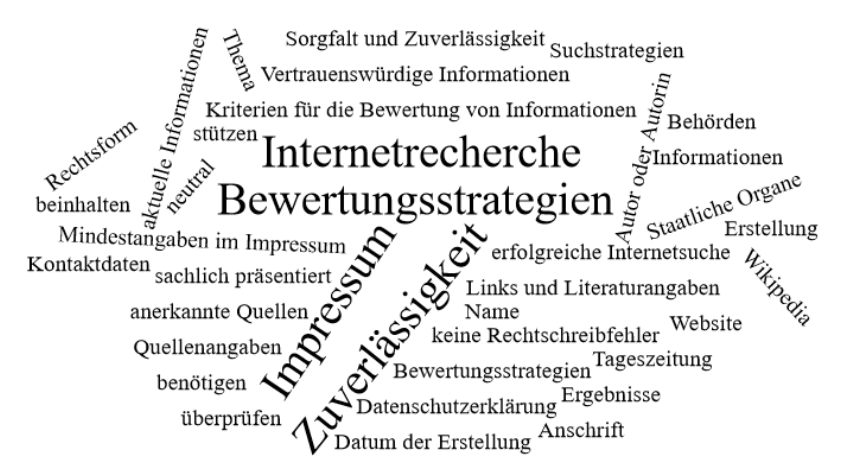 Sorgfalt und Zuverlässigkeit
Suchstrategien
Thema
aktuelle Informationen
Vertrauenswürdige Informationen
Kriterien für die Bewertung von Informationen
Autor oder Autorin
Behörden
Rechtsform
stützen
Internetrecherche
Informationen
neutral
beinhalten
Bewertungsstrategien
Staatliche Organe
Erstellung
Mindestangaben im Impressum
erfolgreiche Internetsuche
Kontaktdaten
sachlich präsentiert
Impressum
Zuverlässigkeit
Wikipedia
Links und Literaturangaben
anerkannte Quellen
Name
Website
keine Rechtschreibfehler
Quellenangaben
Tageszeitung
Bewertungsstrategien
benötigen
Ergebnisse
Datenschutzerklärung
überprüfen
Anschrift
Datum der Erstellung